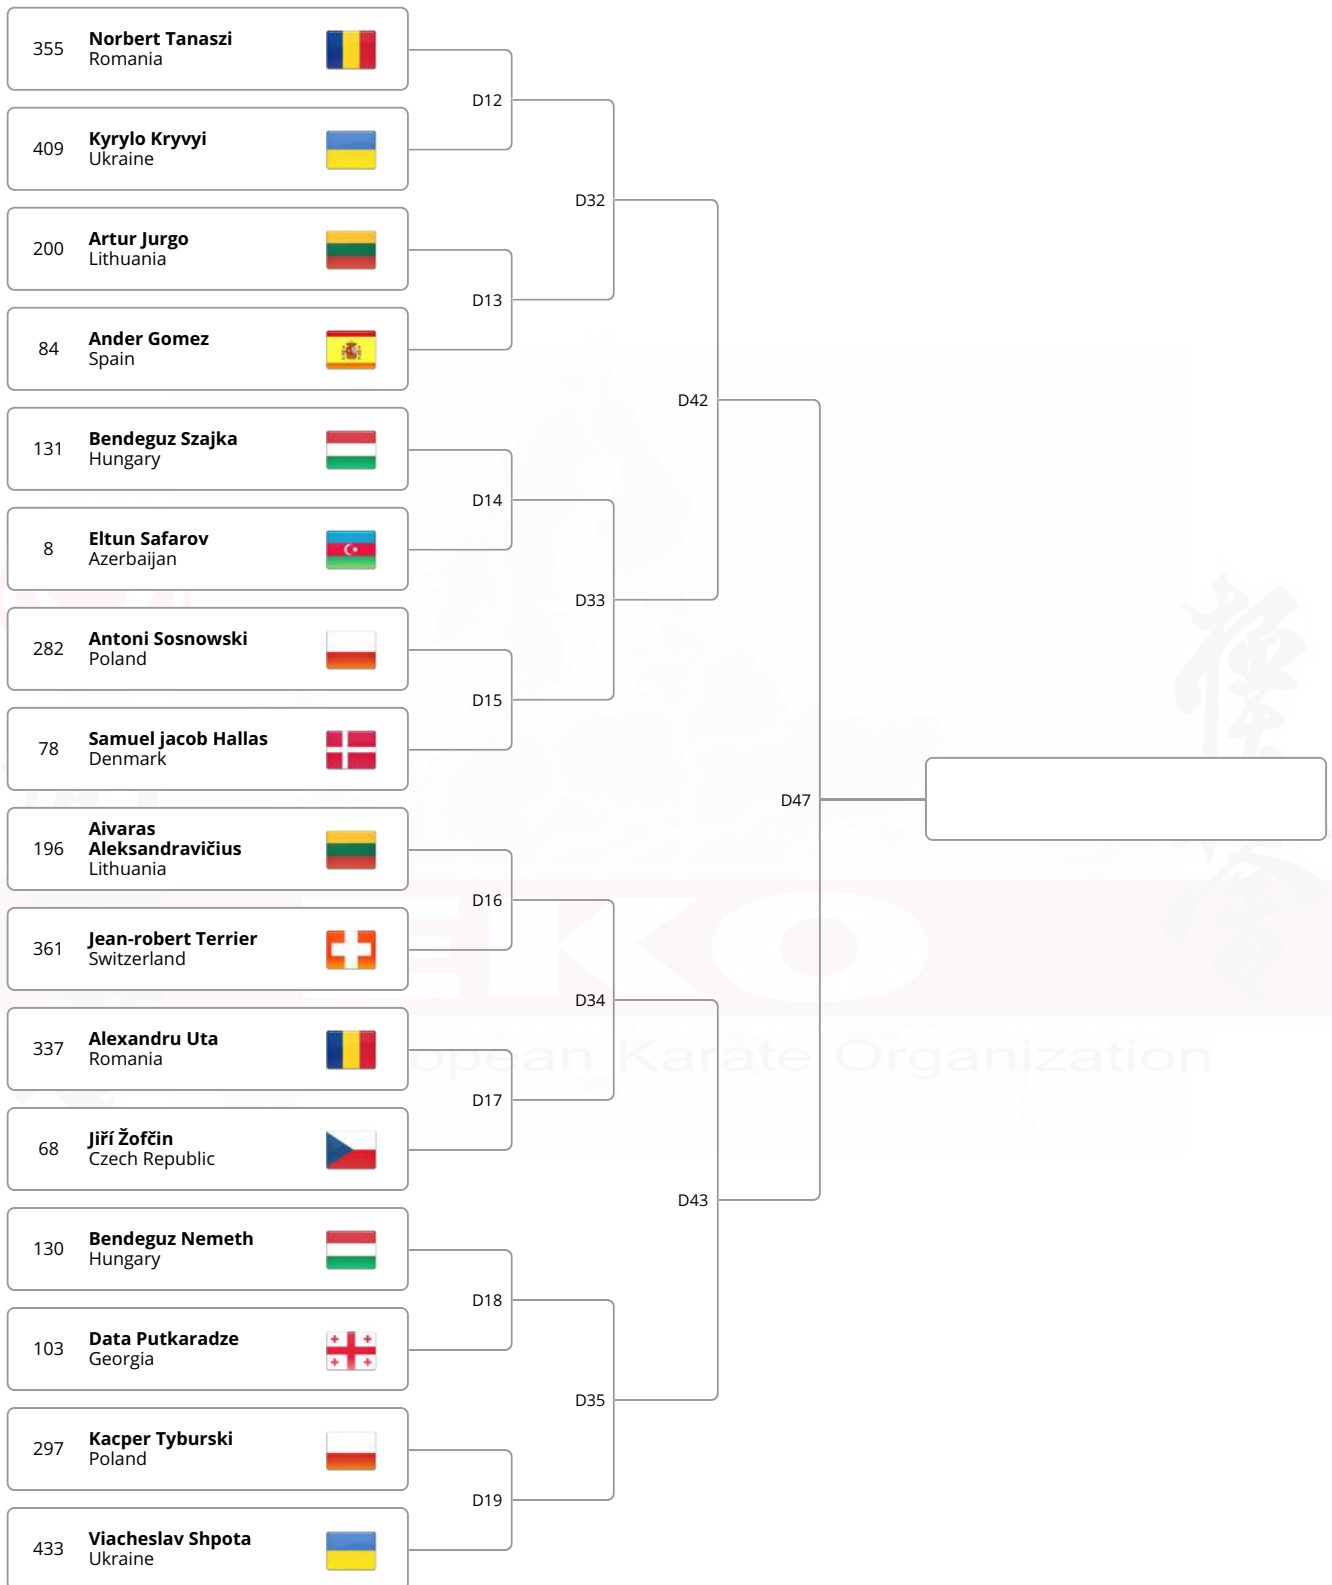 355
Norbert Tanaszi
Romania
D12
409
Kyrylo Kryvyi
Ukraine
D32
200
Artur Jurgo
Lithuania
D13
84
Ander Gomez
Spain
D42
131
Bendeguz Szajka
Hungary
D14
8
Eltun Safarov
Azerbaijan
D33
282
Antoni Sosnowski
Poland
D15
78
Samuel jacob Hallas
Denmark
D47
196
Aivaras
Aleksandravičius
Lithuania
D16
361
Jean-robert Terrier
Switzerland
EKO
D34
337
Alexandru Uta
Romania
opean Karate Organization
D17
68
Jiří Žofčin
Czech Republic
D43
130
Bendeguz Nemeth
Hungary
D18
103
Data Putkaradze
Georgia
D35
297
Kacper Tyburski
Poland
D19
433
Viacheslav Shpota
Ukraine